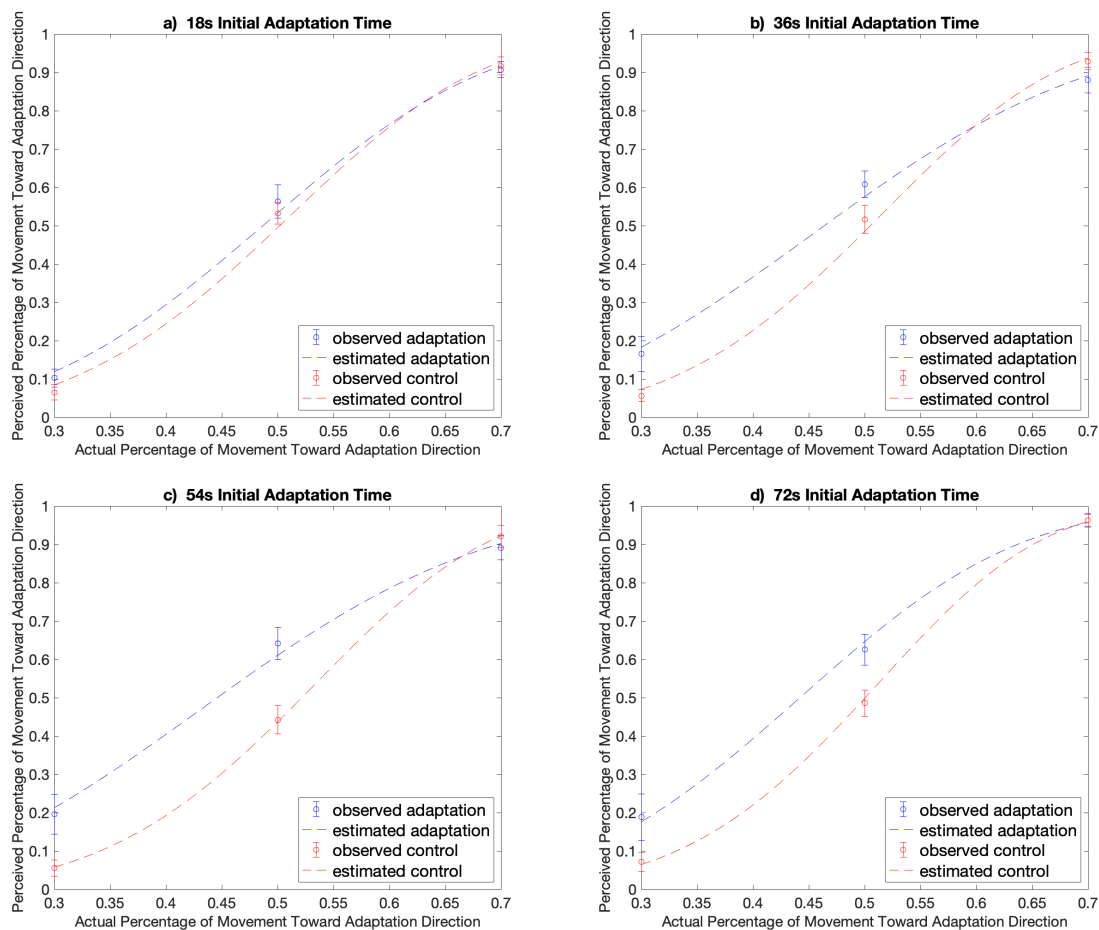 a)  18s Initial Adaptation Time
Perceived Percentage of Movement Toward Adaptation Direction
1
0.9
0.8
0.7
0.6
0.5
0.4
0.3
0.2
0.1
0
observed adaptation
estimated adaptation
observed control
estimated control
0.3 0.35 0.4 0.45 0.5 0.55 0.6 0.65 0.7
Actual Percentage of Movement Toward Adaptation Direction
b)  36s Initial Adaptation Time
Perceived Percentage of Movement Toward Adaptation Direction
1
0.9
0.8
0.7
0.6
0.5
0.4
0.3
0.2
0.1
0
observed adaptation
estimated adaptation
observed control
estimated control
0.3 0.35 0.4 0.45 0.5 0.55 0.6 0.65 0.7
Actual Percentage of Movement Toward Adaptation Direction
c)  54s Initial Adaptation Time
Perceived Percentage of Movement Toward Adaptation Direction
1
0.9
0.8
0.7
0.6
0.5
0.4
0.3
0.2
0.1
0
observed adaptation
estimated adaptation
observed control
estimated control
0.3 0.35 0.4 0.45 0.5 0.55 0.6 0.65 0.7
Actual Percentage of Movement Toward Adaptation Direction
d)  72s Initial Adaptation Time
Perceived Percentage of Movement Toward Adaptation Direction
1
0.9
0.8
0.7
0.6
0.5
0.4
0.3
0.2
0.1
0
observed adaptation
estimated adaptation
observed control
estimated control
0.3 0.35 0.4 0.45 0.5 0.55 0.6 0.65 0.7
Actual Percentage of Movement Toward Adaptation Direction